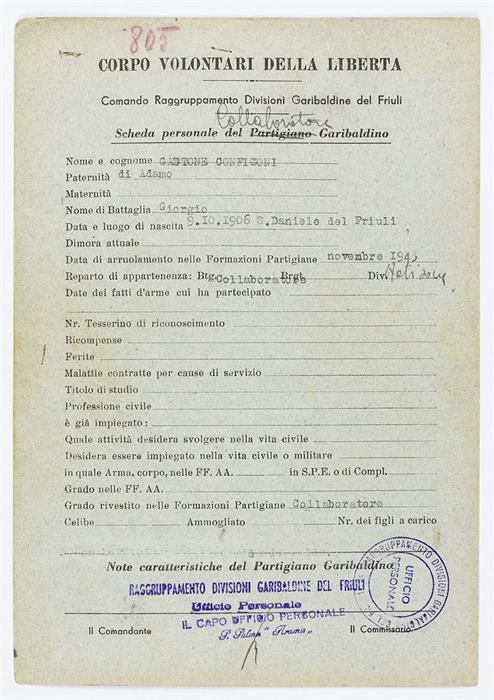 805
CORPO VOLONTARI DELLA LIBERTA
Comando Raggruppamento Divisioni Garibaldine del Friuli
Collaboratore
Scheda personale del Partigiano Garibaldino
Nome e cognome GASTONE CONFIGONI
Paternità di Adamo
Maternità
Nome di Battaglia Giorgio
Data e luogo di nascita 9.10.1906 S.Daniele del Friuli
Dimora attuale
Data di arruolamento nelle Formazioni Partigiane novembre 194
Reparto di appartenenza: Btg. Collaboratore Brgt. Div.
Date dei fatti d'arme cui ha partecipato
Nr. Tesserino di riconoscimento
Ricompense
Ferite
Malattie contratte per cause di servizio
Titolo di studio
Professione civile
è già impiegato :
Quale attività desidera svolgere nella vita civile
Desidera essere impiegato nella vita civile o militare
in quale Arma, corpo, nelle FF. AA. in S.P.E. o di Compl.
Grado nelle FF. AA.
Grado rivestito nelle Formazioni Partigiane Collaboratore
Celibe Ammogliato Nr. dei figli a carico
Note caratteristiche del Partigiano Garibaldino
RAGGRUPPAMENTO DIVISIONI GARIBALDINE DEL FRIULI
Ufficio Personale
IL CAPO UFFICIO PERSONALE
"Aramis"
RAGGRUPPAMENTO DIVISIONI GARIBALDINE
UFFICIO PERSONALE
Il Comandante Il Commissario